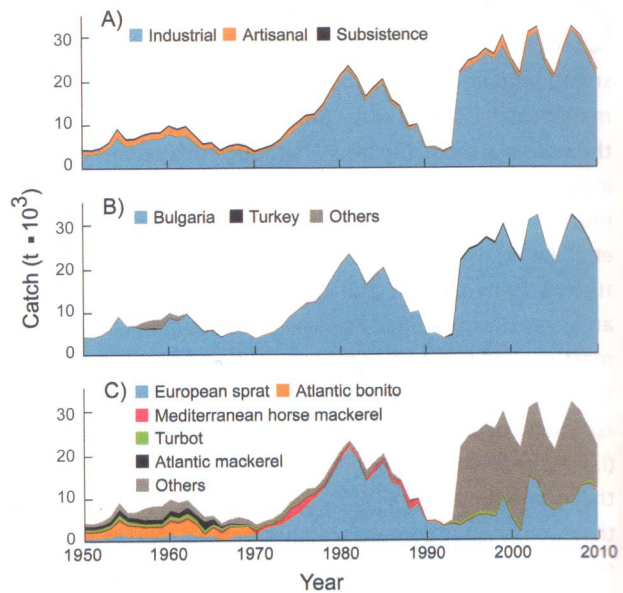 A)
Industrial Artisanal Subsistence
30
20
10
0
B)
Bulgaria Turkey Others
30
20
10
0
Catch (t ▪ 10³)
C)
European sprat Atlantic bonito
Mediterranean horse mackerel
Turbot
Atlantic mackerel
Others
30
20
10
0
1950 1960 1970 1980 1990 2000 2010
Year